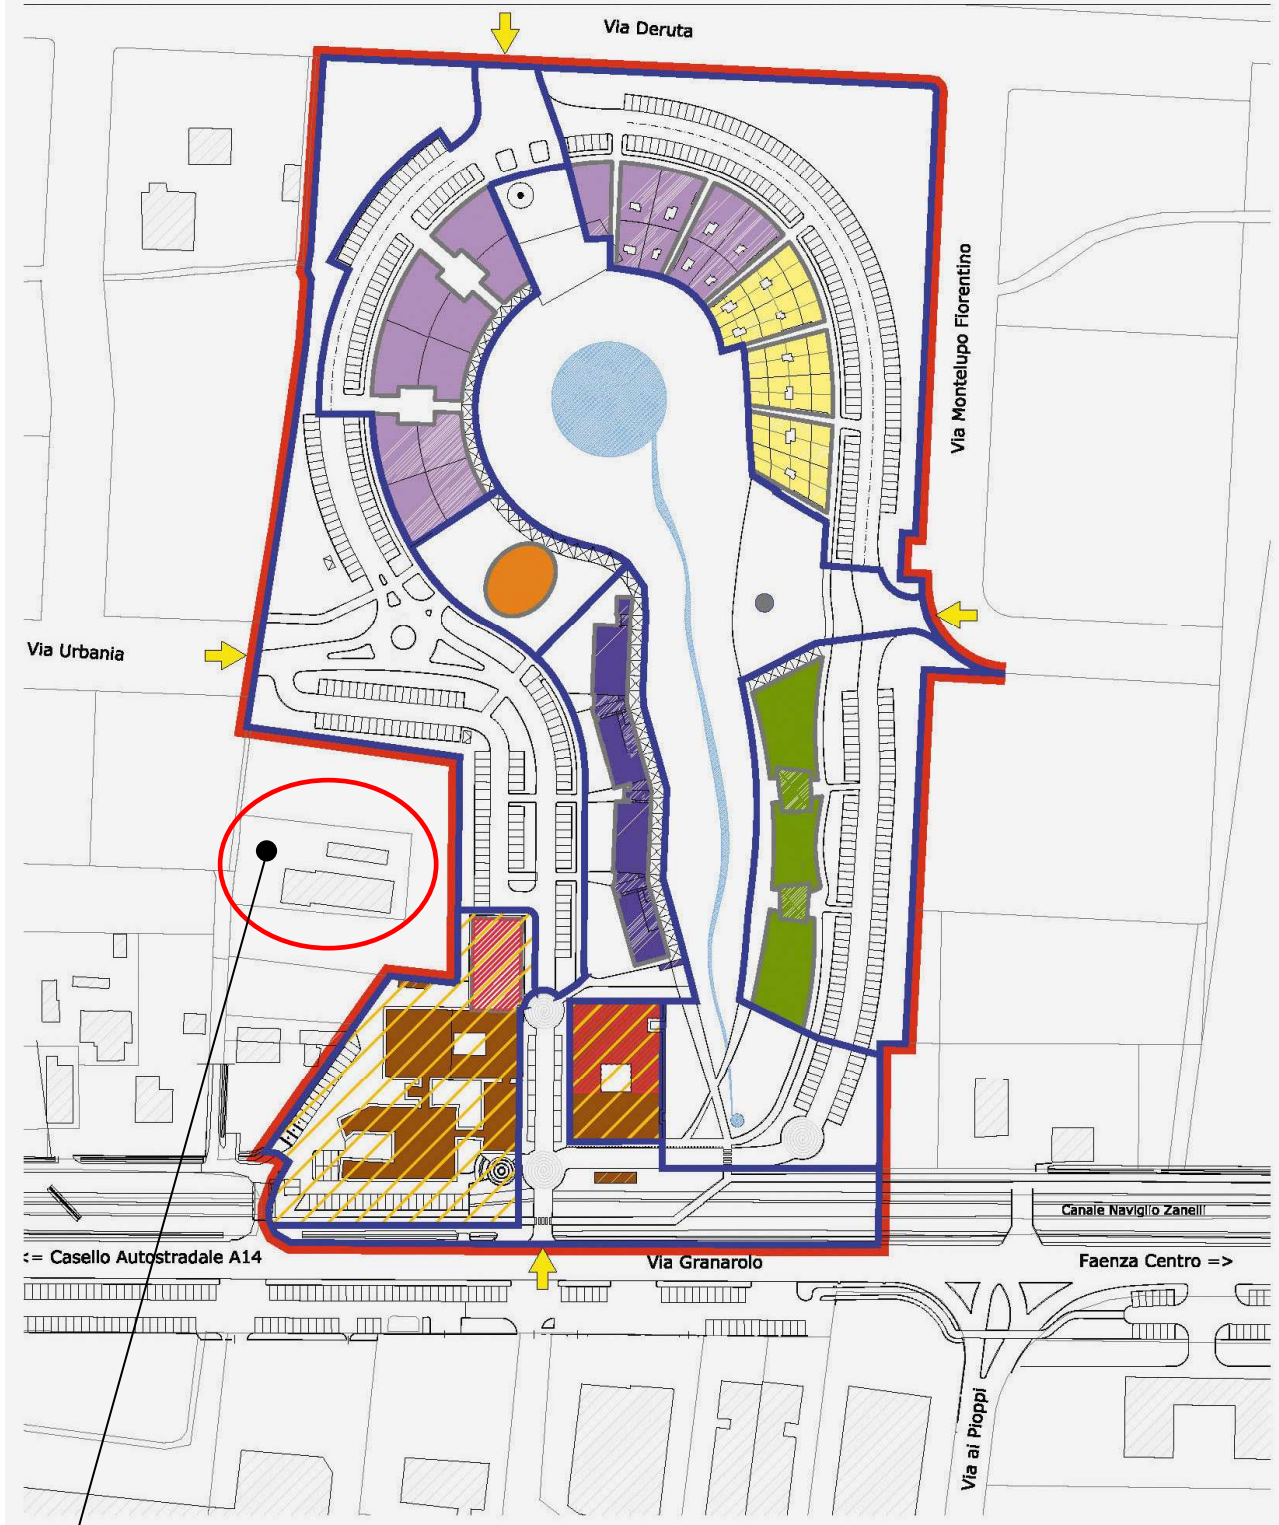 Via Deruta
Via Montelupo Fiorentino
Via Urbania
Canale Naviglio Zanelli
<= Casello Autostradale A14
Via Granarolo
Faenza Centro =>
Via ai Pioppi